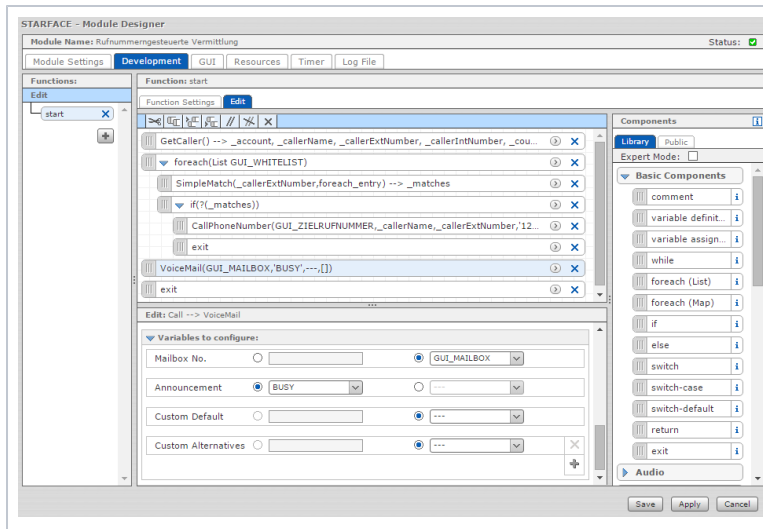 STARFACE - Module Designer
Module Name: Rufnummerngesteuerte Vermittlung
Status:
Module Settings Development GUI Resources Timer Log File
Functions:
Edit
start X
Function: start
Function Settings Edit
GetCaller() --> _account, _callerName, _callerExtNumber, _callerIntNumber, _cou...
foreach(List GUI_WHITELIST)
SimpleMatch(_callerExtNumber,foreach_entry) --> _matches
if(?(_matches))
CallPhoneNumber(GUI_ZIELRUFNUMMER,_callerName,_callerExtNumber,'12...
exit
VoiceMail(GUI_MAILBOX,'BUSY',---,[])
exit
Edit: Call --> VoiceMail
Variables to configure:
Mailbox No. GUI_MAILBOX
Announcement BUSY ---
Custom Default ---
Custom Alternatives ---
Components
Library Public
Expert Mode:
Basic Components
comment
variable definit...
variable assign...
while
foreach (List)
foreach (Map)
if
else
switch
switch-case
switch-default
return
exit
Audio
Save Apply Cancel